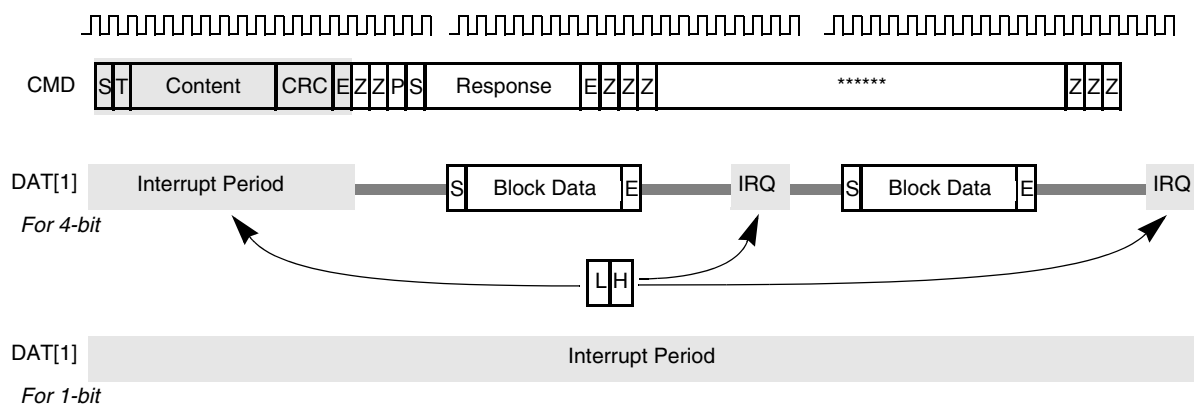 CMD S T Content CRC E Z Z P S Response E Z Z Z ****** Z Z Z
DAT[1] Interrupt Period S Block Data E IRQ S Block Data E IRQ
For 4-bit
L H
DAT[1] Interrupt Period
For 1-bit